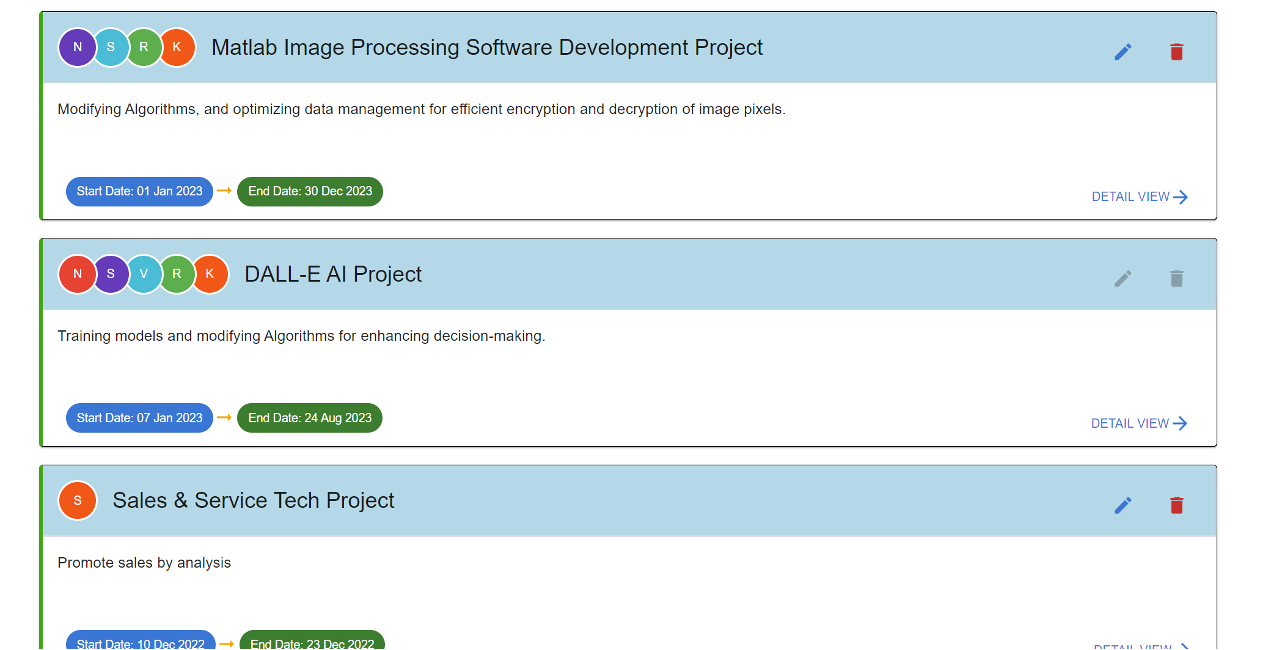 N S R K Matlab Image Processing Software Development Project
Modifying Algorithms, and optimizing data management for efficient encryption and decryption of image pixels.
Start Date: 01 Jan 2023 → End Date: 30 Dec 2023
DETAIL VIEW →
N S V R K DALL-E AI Project
Training models and modifying Algorithms for enhancing decision-making.
Start Date: 07 Jan 2023 → End Date: 24 Aug 2023
DETAIL VIEW →
S Sales & Service Tech Project
Promote sales by analysis
Start Date: 10 Dec 2022 → End Date: 23 Dec 2022
DETAIL VIEW →